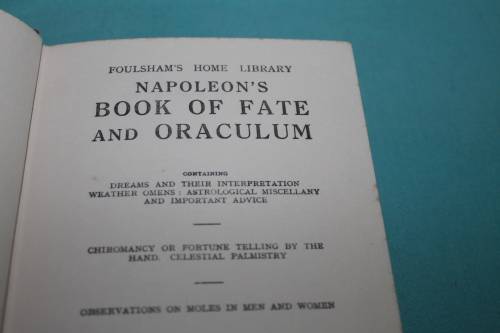 FOULSHAM'S HOME LIBRARY
NAPOLEON'S
BOOK OF FATE
AND ORACULUM
CONTAINING
DREAMS AND THEIR INTERPRETATION
WEATHER OMENS: ASTROLOGICAL MISCELLANY
AND IMPORTANT ADVICE
CHIROMANCY OR FORTUNE TELLING BY THE
HAND. CELESTIAL PALMISTRY
OBSERVATIONS ON MOLES IN MEN AND WOMEN